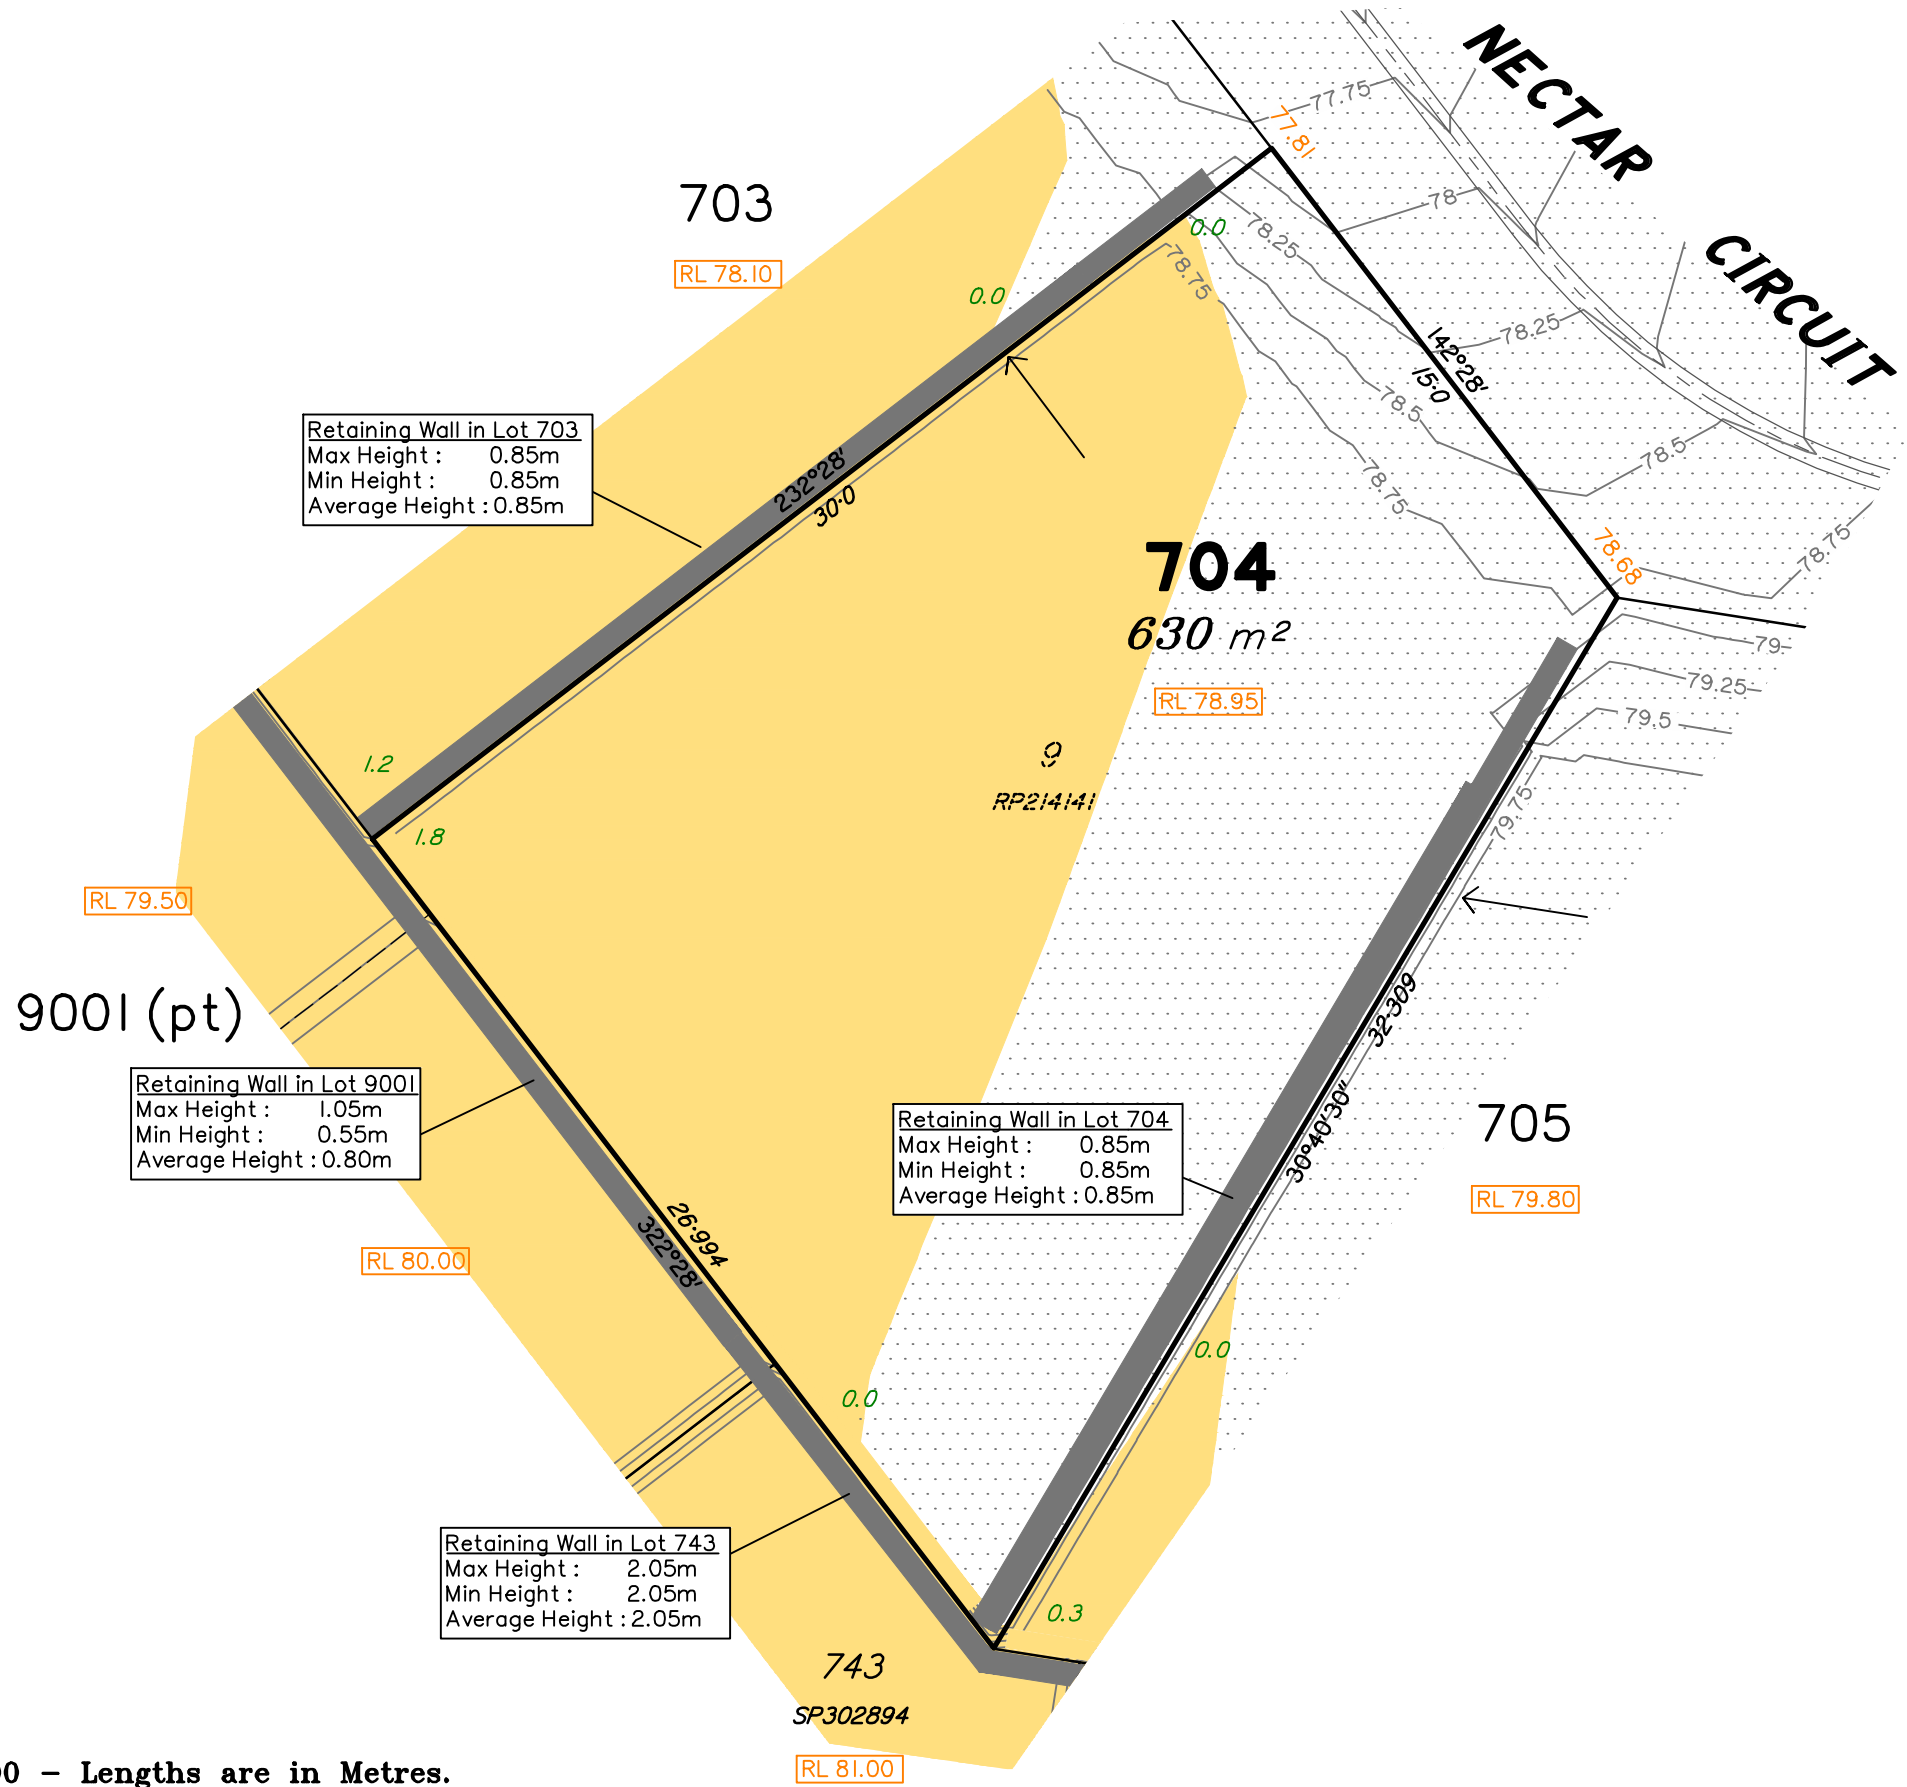 NECTAR
CIRCUIT
77.75
77.81
78
78.25
78.25
78.5
78.5
78.75
78.75
78.75
78.68
142°28'
15·0
703
RL 78.10
0.0
0.0
Retaining Wall in Lot 703
Max Height : 0.85m
Min Height : 0.85m
Average Height : 0.85m
232°28'
30·0
704
630 m²
RL 78.95
9
RP214141
79
79.25
79.5
79.75
1.2
1.8
RL 79.50
9001 (pt)
Retaining Wall in Lot 9001
Max Height : 1.05m
Min Height : 0.55m
Average Height : 0.80m
32·309
30°40'30"
Retaining Wall in Lot 704
Max Height : 0.85m
Min Height : 0.85m
Average Height : 0.85m
705
RL 79.80
26·994
322°28'
RL 80.00
0.0
0.0
Retaining Wall in Lot 743
Max Height : 2.05m
Min Height : 2.05m
Average Height : 2.05m
0.3
743
SP302894
RL 81.00
0 – Lengths are in Metres.